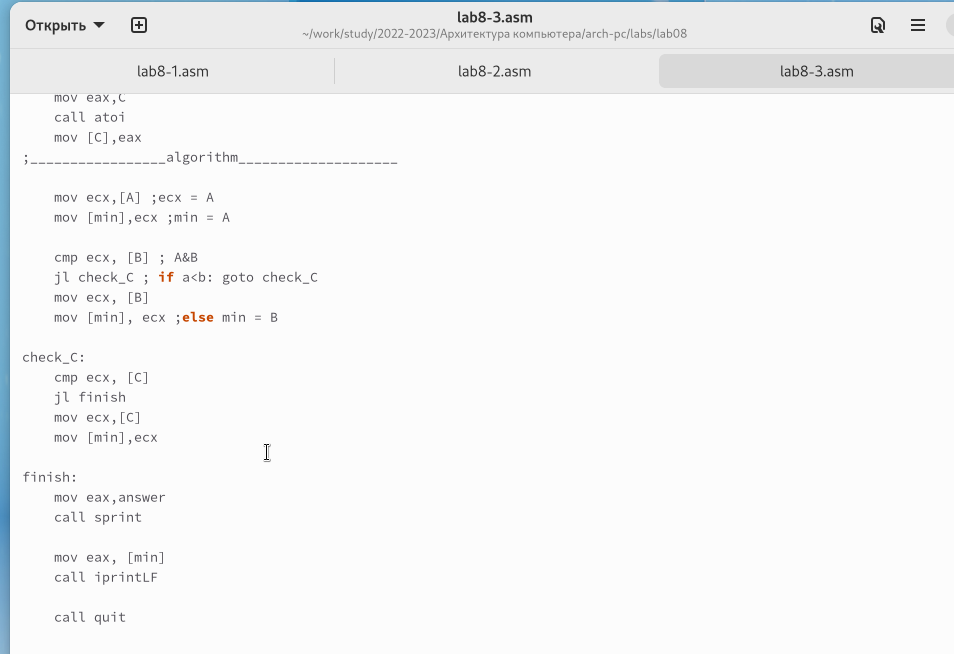 Открыть
lab8-3.asm
~/work/study/2022-2023/Архитектура компьютера/arch-pc/labs/lab08
lab8-1.asm
lab8-2.asm
lab8-3.asm
mov eax,C
call atoi
mov [C],eax
;_________________algorithm____________________
mov ecx,[A] ;ecx = A
mov [min],ecx ;min = A
cmp ecx, [B] ; A&B
jl check_C ; if a<b: goto check_C
mov ecx, [B]
mov [min], ecx ;else min = B
check_C:
cmp ecx, [C]
jl finish
mov ecx,[C]
mov [min],ecx
finish:
mov eax,answer
call sprint
mov eax, [min]
call iprintLF
call quit